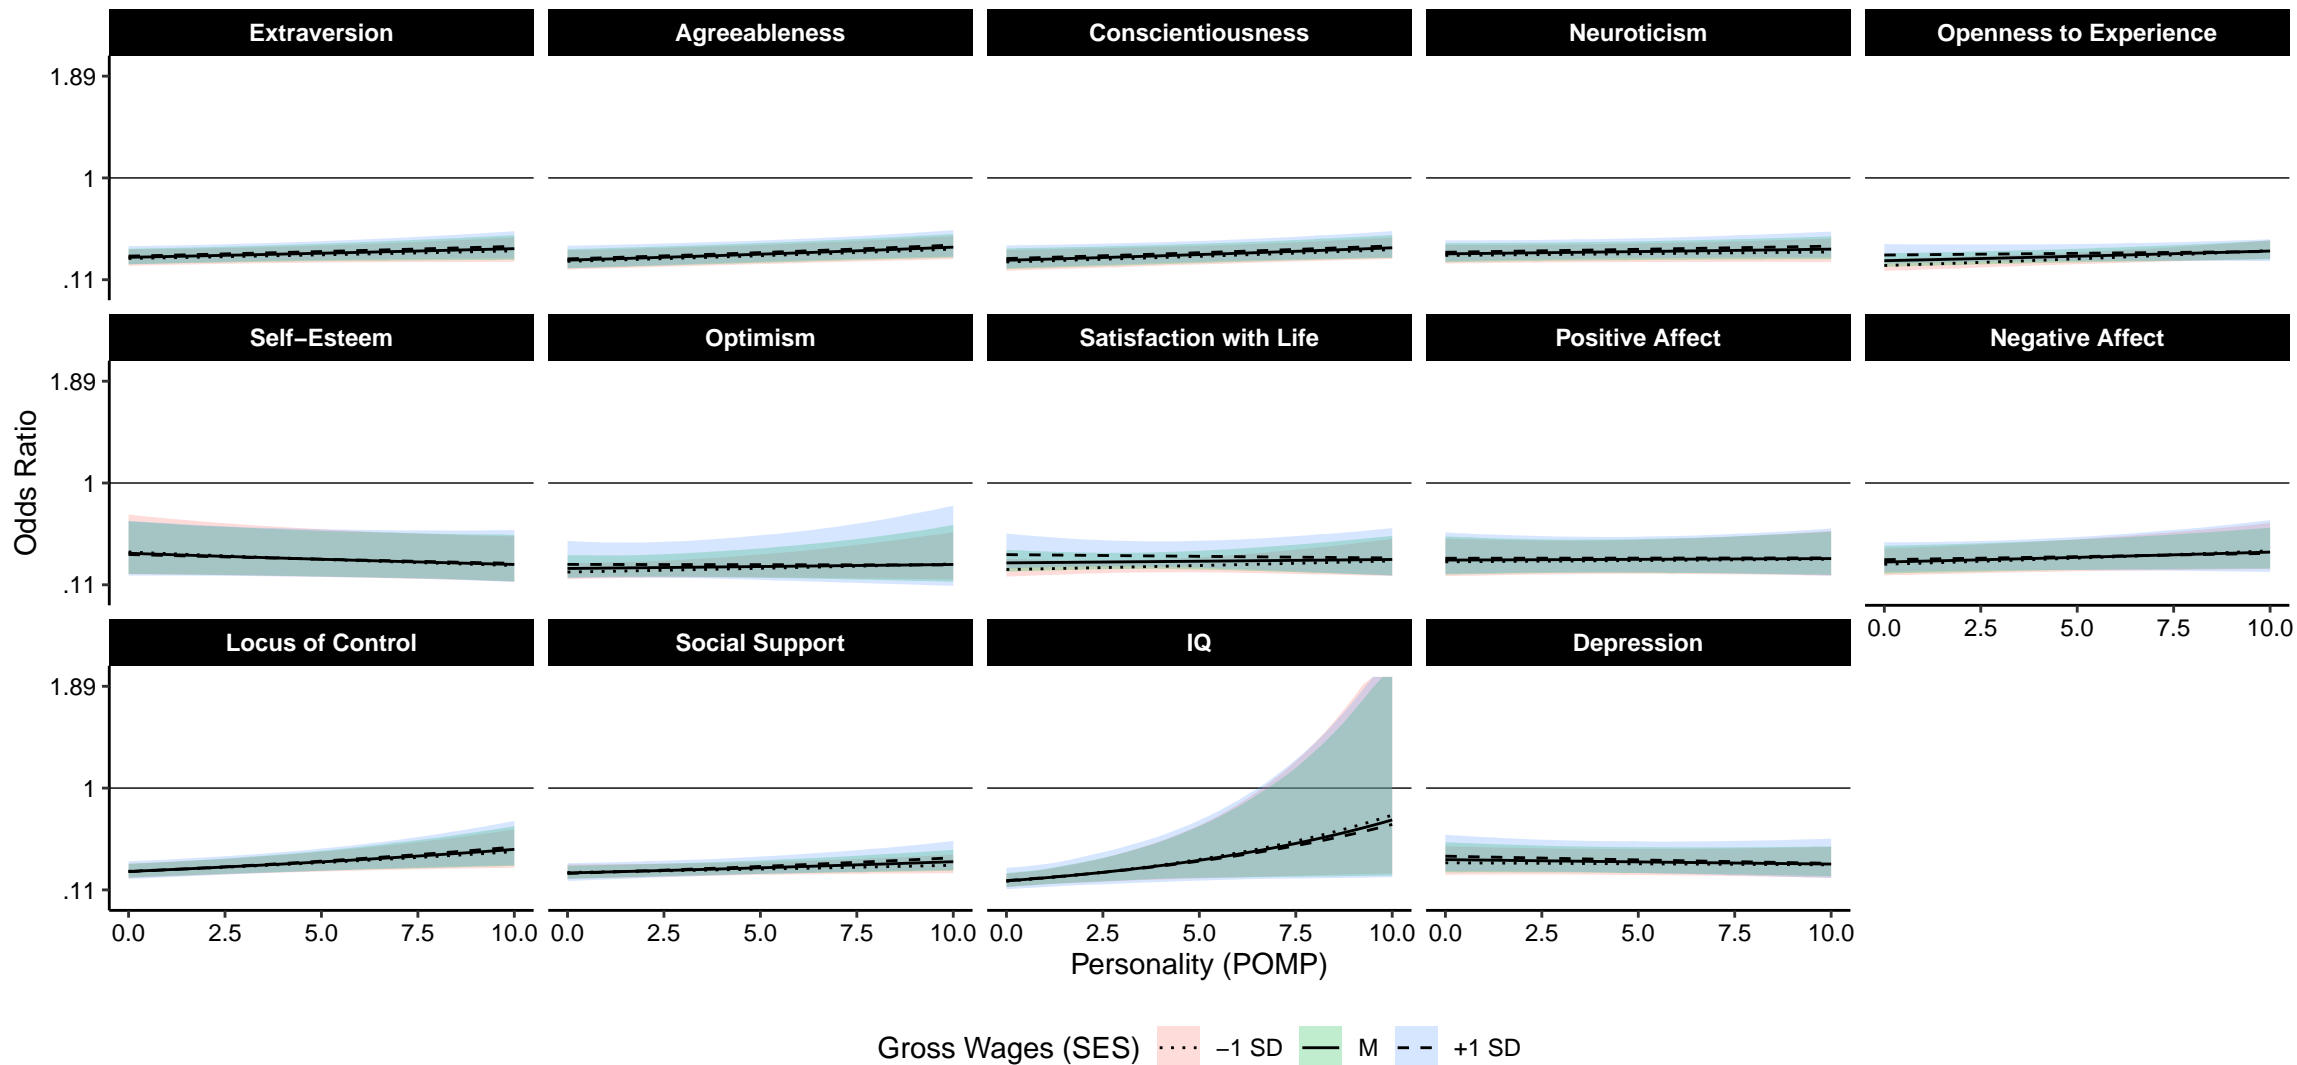 Extraversion Agreeableness Conscientiousness Neuroticism Openness to Experience
1.89
1
.11
Self−Esteem Optimism Satisfaction with Life Positive Affect Negative Affect
1.89
1
.11
0.0 2.5 5.0 7.5 10.0
Locus of Control Social Support IQ Depression
1.89
1
.11
0.0 2.5 5.0 7.5 10.0 0.0 2.5 5.0 7.5 10.0 0.0 2.5 5.0 7.5 10.0 0.0 2.5 5.0 7.5 10.0
Odds Ratio
Personality (POMP)
Gross Wages (SES) −1 SD M +1 SD